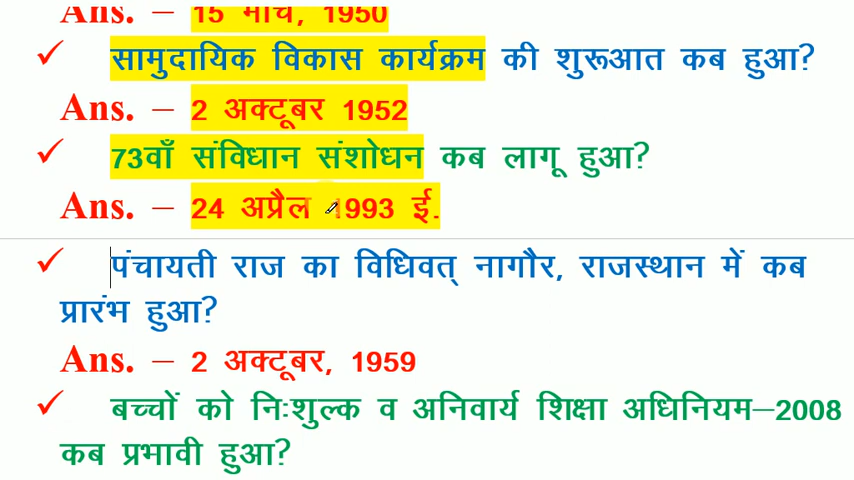 Ans. – 15 मार्च, 1950
✓ सामुदायिक विकास कार्यक्रम की शुरूआत कब हुआ?
Ans. – 2 अक्टूबर 1952
✓ 73वाँ संविधान संशोधन कब लागू हुआ?
Ans. – 24 अप्रैल 1993 ई.
✓ पंचायती राज का विधिवत् नागौर, राजस्थान में कब
प्रारंभ हुआ?
Ans. – 2 अक्टूबर, 1959
✓ बच्चों को निःशुल्क व अनिवार्य शिक्षा अधिनियम–2008
कब प्रभावी हुआ?